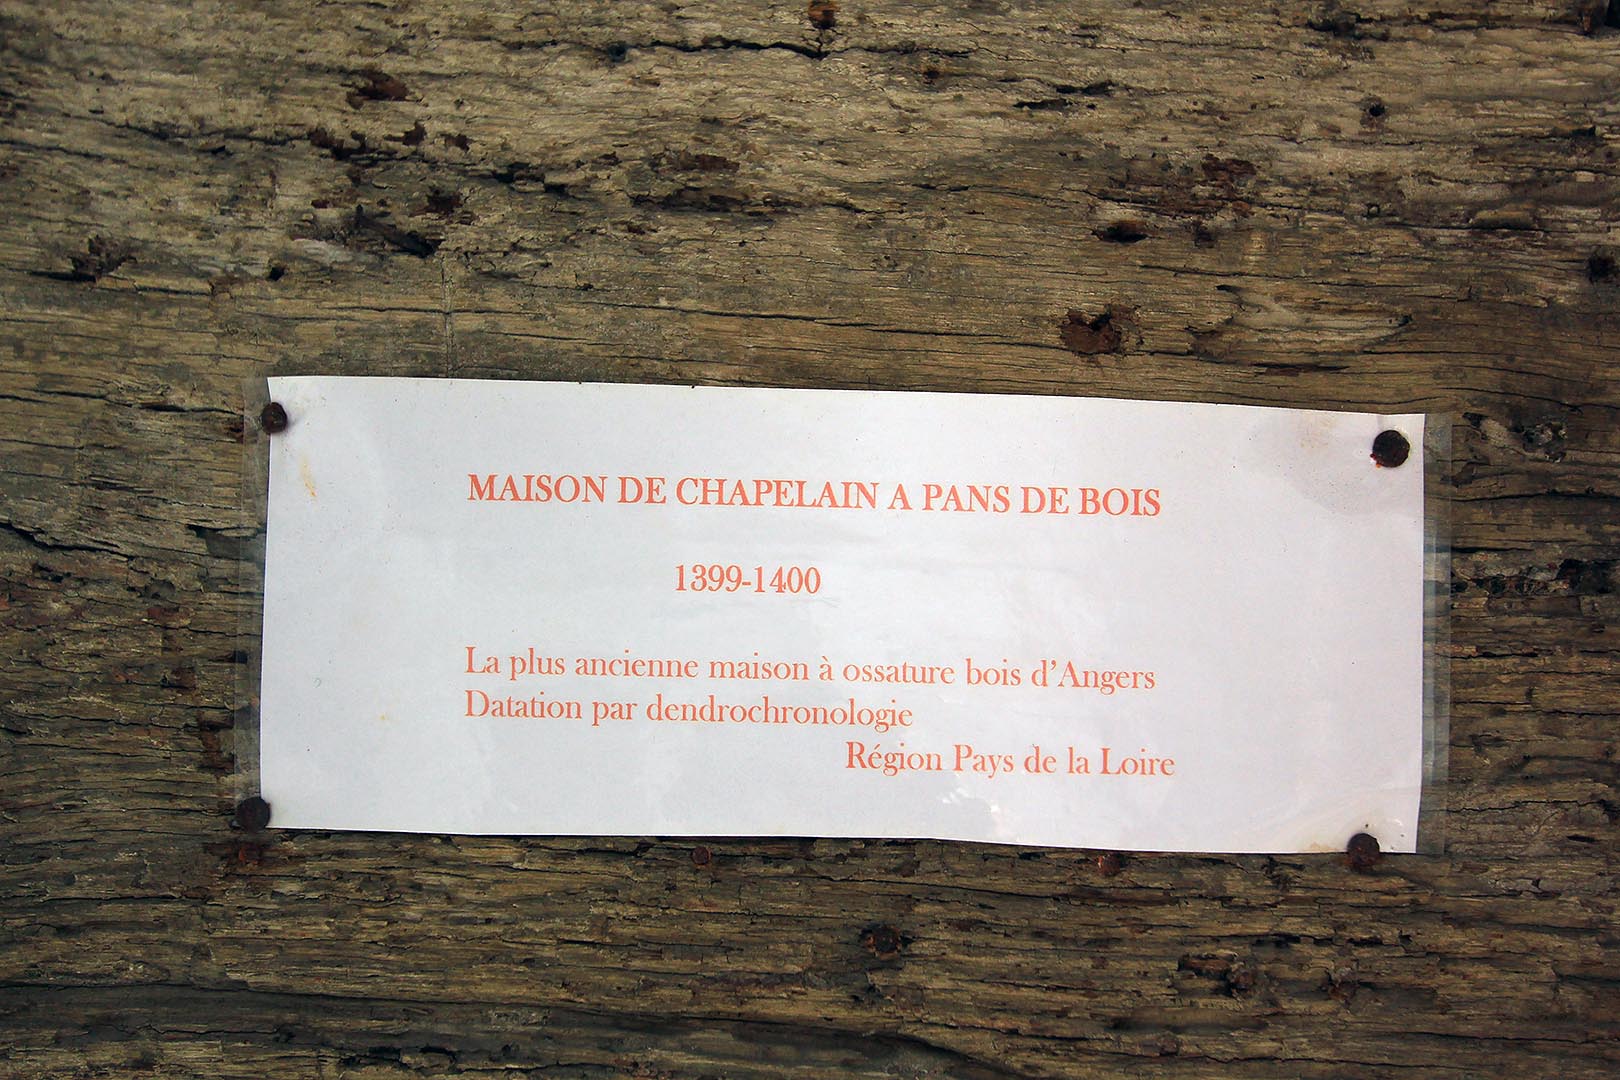 MAISON DE CHAPELAIN A PANS DE BOIS
1399-1400
La plus ancienne maison à ossature bois d'Angers
Datation par dendrochronologie
Région Pays de la Loire